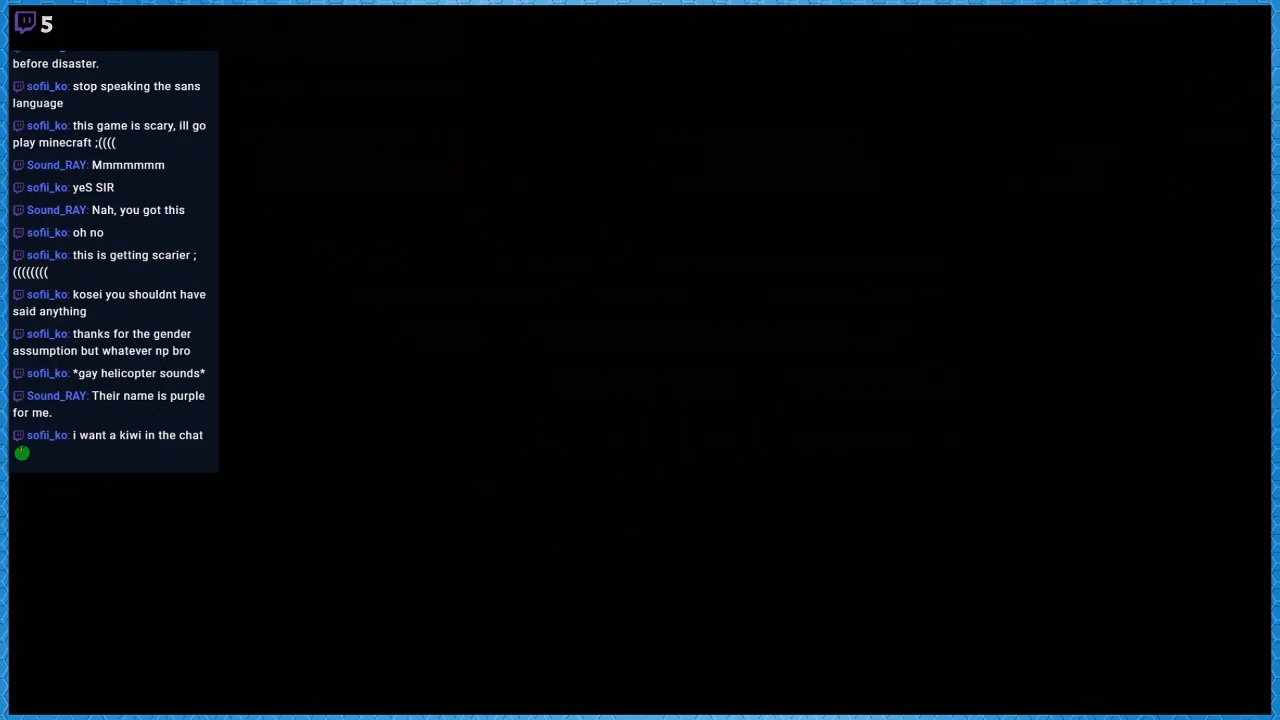 5
before disaster.
sofii_ko: stop speaking the sans
language
sofii_ko: this game is scary, ill go
play minecraft ;((((
Sound_RAY: Mmmmmmm
sofii_ko: yeS SIR
Sound_RAY: Nah, you got this
sofii_ko: oh no
sofii_ko: this is getting scarier ;
((((((((
sofii_ko: kosei you shouldnt have
said anything
sofii_ko: thanks for the gender
assumption but whatever np bro
sofii_ko: *gay helicopter sounds*
Sound_RAY: Their name is purple
for me.
sofii_ko: i want a kiwi in the chat